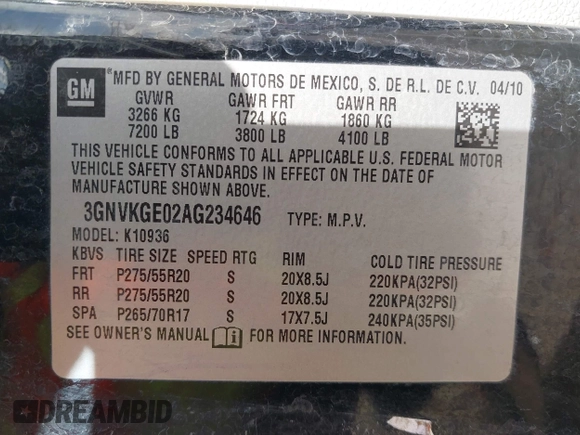 GM ® MFD BY GENERAL MOTORS DE MEXICO, S. DE R.L. DE C.V. 04/10
GVWR GAWR FRT GAWR RR
3266 KG 1724 KG 1860 KG
7200 LB 3800 LB 4100 LB
THIS VEHICLE CONFORMS TO ALL APPLICABLE U.S. FEDERAL MOTOR
VEHICLE SAFETY STANDARDS IN EFFECT ON THE DATE OF
MANUFACTURE SHOWN ABOVE.
3GNVKGE02AG234646 TYPE: M.P.V.
MODEL: K10936
KBVS TIRE SIZE SPEED RTG RIM COLD TIRE PRESSURE
FRT P275/55R20 S 20X8.5J 220KPA(32PSI)
RR P275/55R20 S 20X8.5J 220KPA(32PSI)
SPA P265/70R17 S 17X7.5J 240KPA(35PSI)
SEE OWNER'S MANUAL FOR MORE INFORMATION.
DREAMBID